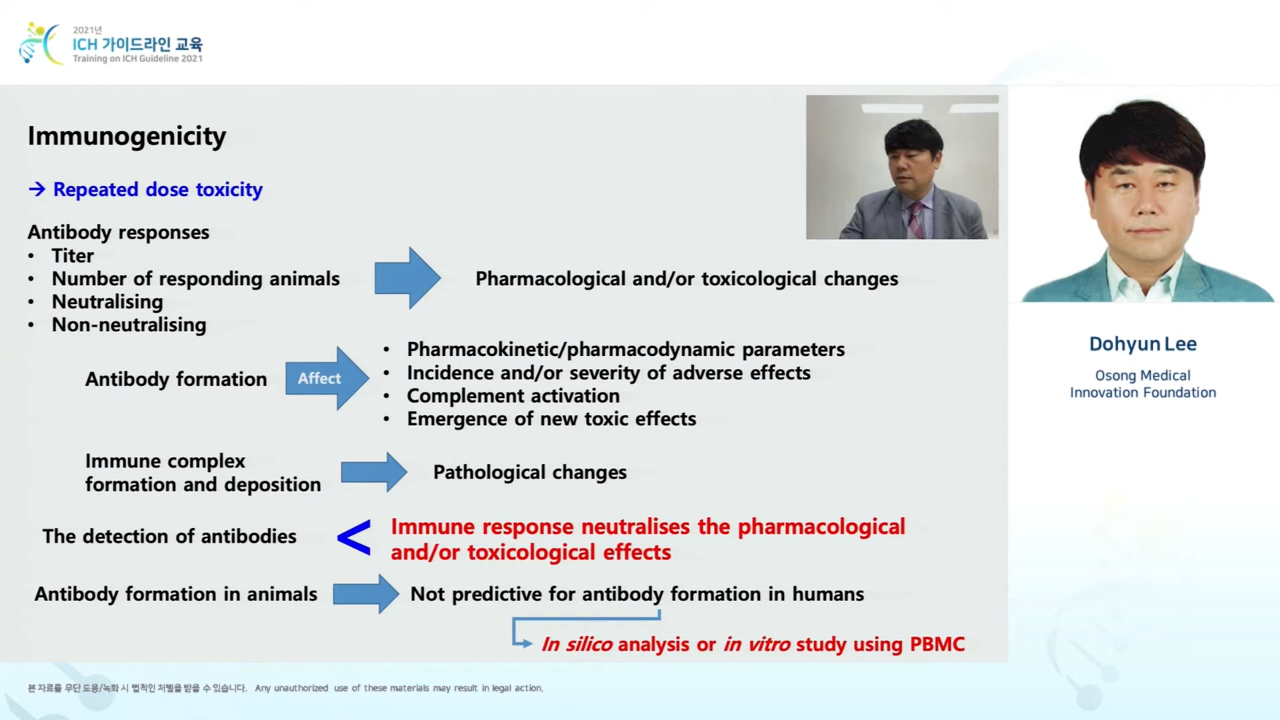 2021년
ICH 가이드라인 교육
Training on ICH Guideline 2021
Immunogenicity
→ Repeated dose toxicity
Antibody responses
• Titer
• Number of responding animals
• Neutralising
• Non-neutralising
Pharmacological and/or toxicological changes
Antibody formation
Affect
• Pharmacokinetic/pharmacodynamic parameters
• Incidence and/or severity of adverse effects
• Complement activation
• Emergence of new toxic effects
Immune complex
formation and deposition
Pathological changes
The detection of antibodies
<
Immune response neutralises the pharmacological
and/or toxicological effects
Antibody formation in animals
Not predictive for antibody formation in humans
In silico analysis or in vitro study using PBMC
Dohyun Lee
Osong Medical
Innovation Foundation
본 자료를 무단 도용/녹화 시 법적인 처벌을 받을 수 있습니다. Any unauthorized use of these materials may result in legal action.